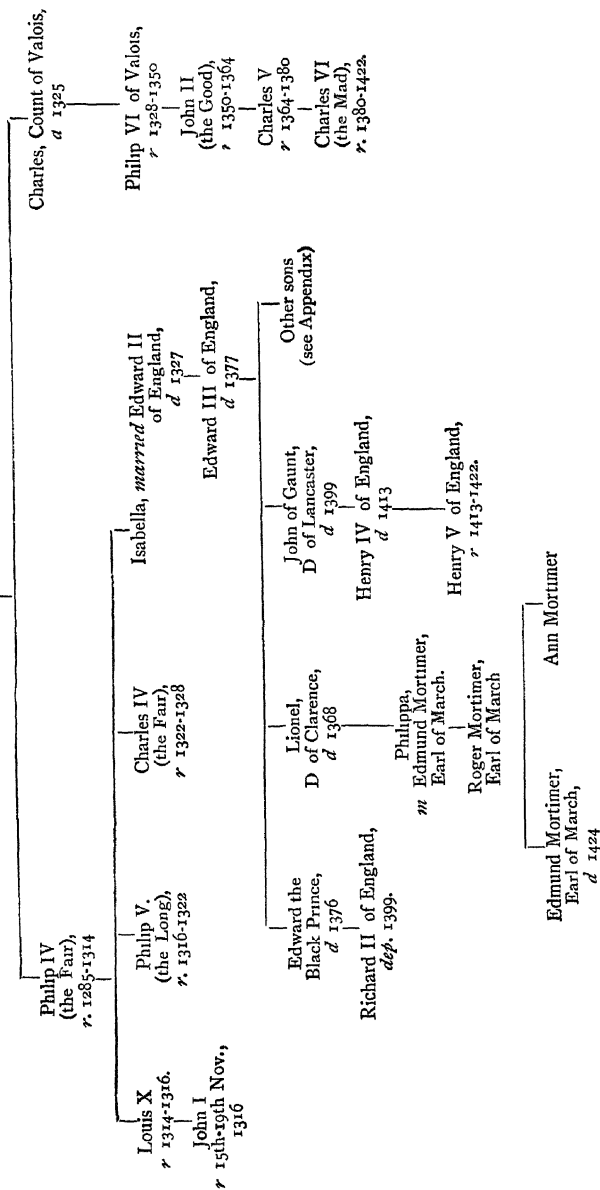 Philip IV
(the Fair),
r. 1285-1314
Charles, Count of Valois,
d 1325
Louis X
r 1314-1316.
John I
r 15th-19th Nov.,
1316
Philip V.
(the Long),
r. 1316-1322
Charles IV
(the Fair),
r 1322-1328
Isabella, married Edward II
of England,
d 1327
Edward III of England,
d 1377
Philip VI of Valois,
r 1328-1350
John II
(the Good),
r 1350-1364
Charles V
r 1364-1380
Charles VI
(the Mad),
r. 1380-1422.
Edward the
Black Prince,
d 1376
Richard II of England,
dep. 1399.
Lionel,
D of Clarence,
d 1368
Philippa,
m Edmund Mortimer,
Earl of March.
Roger Mortimer,
Earl of March
John of Gaunt,
D of Lancaster,
d 1399
Henry IV of England,
d 1413
Henry V of England,
r 1413-1422.
Other sons
(see Appendix)
Edmund Mortimer,
Earl of March,
d 1424
Ann Mortimer